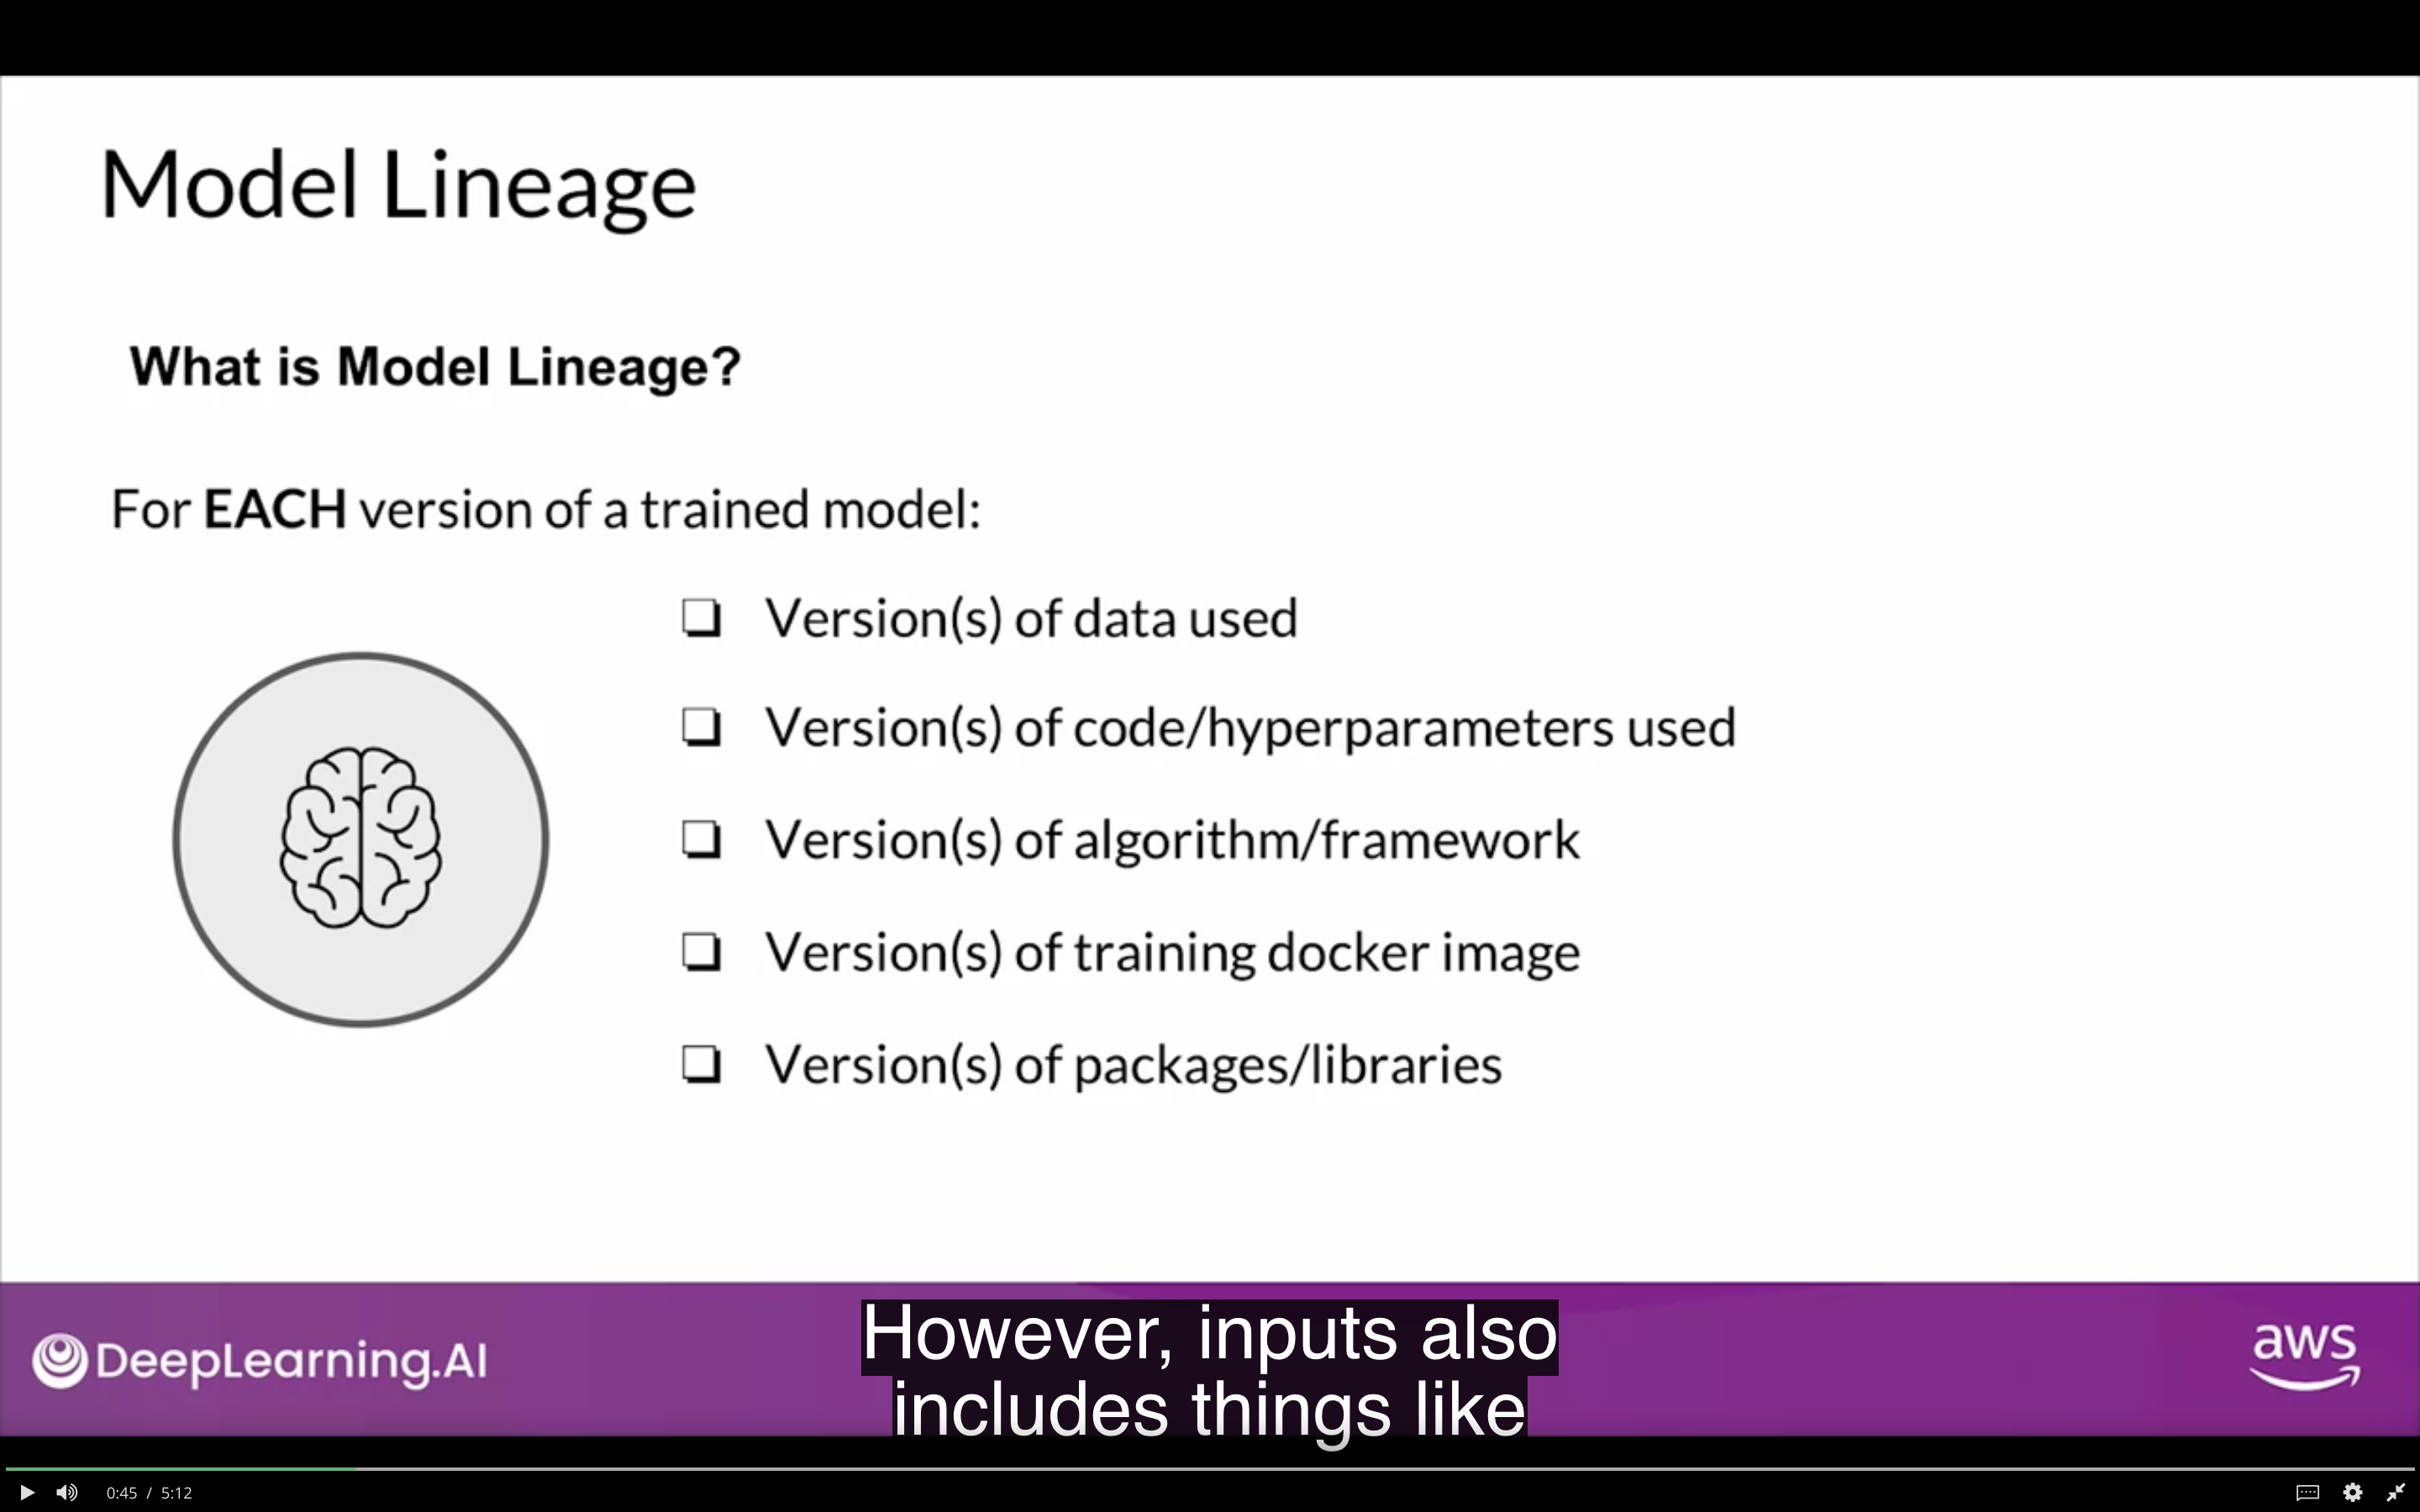 Model Lineage
What is Model Lineage?
For EACH version of a trained model:
❏ Version(s) of data used
❏ Version(s) of code/hyperparameters used
❏ Version(s) of algorithm/framework
❏ Version(s) of training docker image
❏ Version(s) of packages/libraries
DeepLearning.AI
However, inputs also
includes things like
aws
0:45 / 5:12